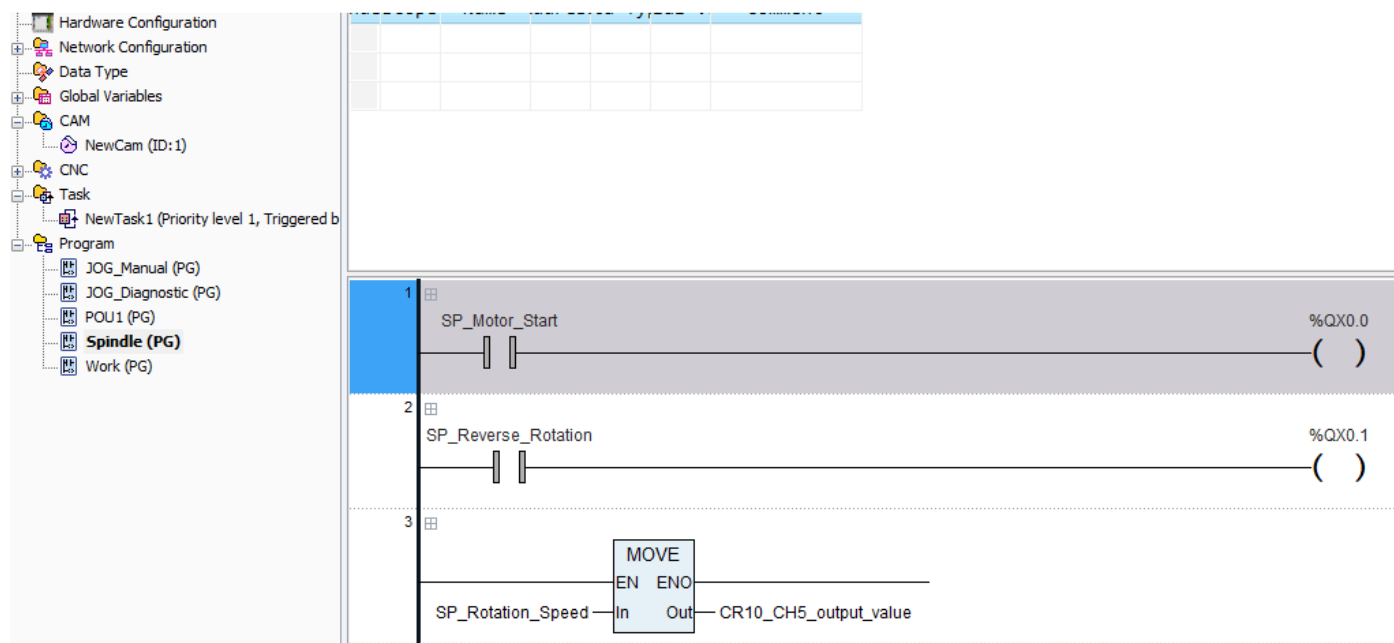 Hardware Configuration
Network Configuration
Data Type
Global Variables
CAM
NewCam (ID:1)
CNC
Task
NewTask1 (Priority level 1, Triggered b
Program
JOG_Manual (PG)
JOG_Diagnostic (PG)
POU1 (PG)
Spindle (PG)
Work (PG)
1
SP_Motor_Start %QX0.0
2
SP_Reverse_Rotation %QX0.1
3
MOVE
EN ENO
SP_Rotation_Speed In Out CR10_CH5_output_value